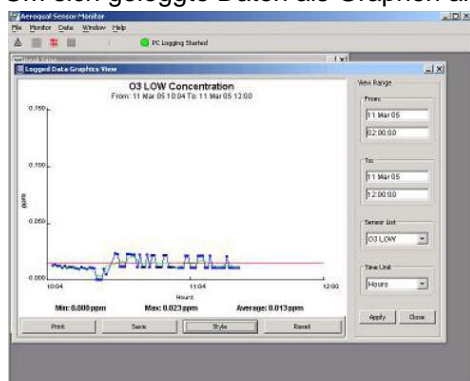 Um sich geloggte Daten als Graphen an
Aeroqual Sensor Monitor
File Monitor Data Window Help
PC Logging Started
Logged Data Graphics View
O3 LOW Concentration
From: 11 Mar 05 10:04 To: 11 Mar 05 12:00
View Range
From:
11 Mar 05
02:00:00
To:
11 Mar 05
12:00:00
Sensor List
O3 LOW
Time Unit
Hours
Apply Close
0.150
0.100
ppm
0.050
0.000
10:04 11:04 12:00
Hours
Min: 0.000 ppm Max: 0.023 ppm Average: 0.013 ppm
Print Save Style Reset